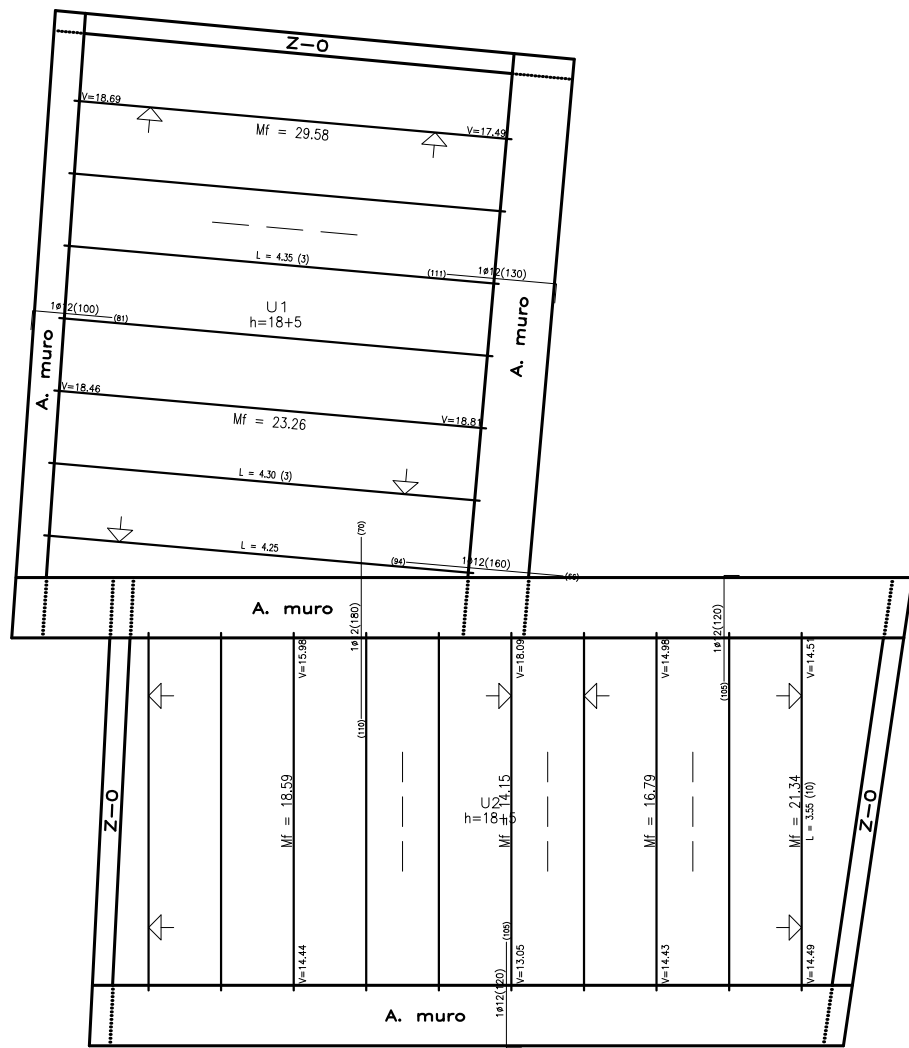 Z-0
V=18.69
Mf = 29.58
V=17.49
L = 4.35 (3)
(111)
1ø12(130)
U1
h=18+5
1ø12(100)
(81)
A. muro
A. muro
V=18.46
Mf = 23.26
V=18.81
L = 4.30 (3)
L = 4.25
(70)
(94)
1ø12(160)
A. muro
1ø12(180)
1ø12(120)
V=15.98
V=18.09
V=14.98
V=14.51
(110)
(105)
Z-0
Mf = 18.59
U2
h=18+5
Mf = 16.79
Mf = 21.34
L = 3.55 (10)
Z-0
(105)
V=14.44
V=13.05
V=14.43
V=14.49
1ø12(120)
A. muro